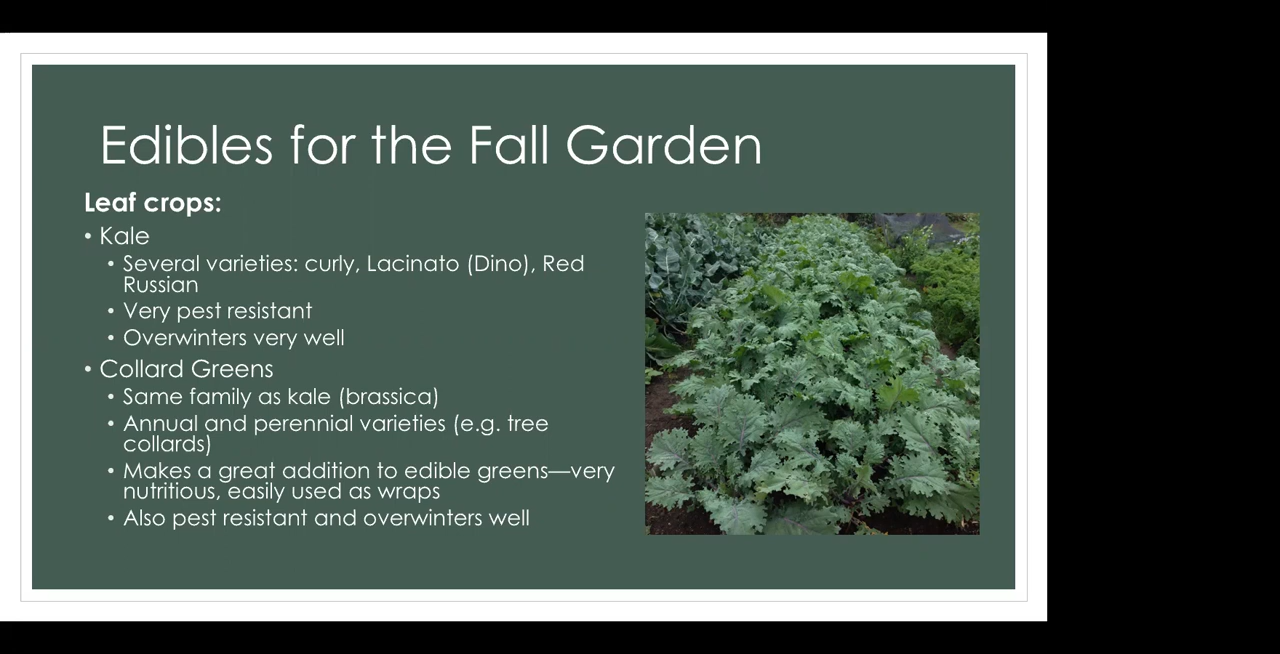 Edibles for the Fall Garden
Leaf crops:
• Kale
• Several varieties: curly, Lacinato (Dino), Red
Russian
• Very pest resistant
• Overwinters very well
• Collard Greens
• Same family as kale (brassica)
• Annual and perennial varieties (e.g. tree
collards)
• Makes a great addition to edible greens—very
nutritious, easily used as wraps
• Also pest resistant and overwinters well